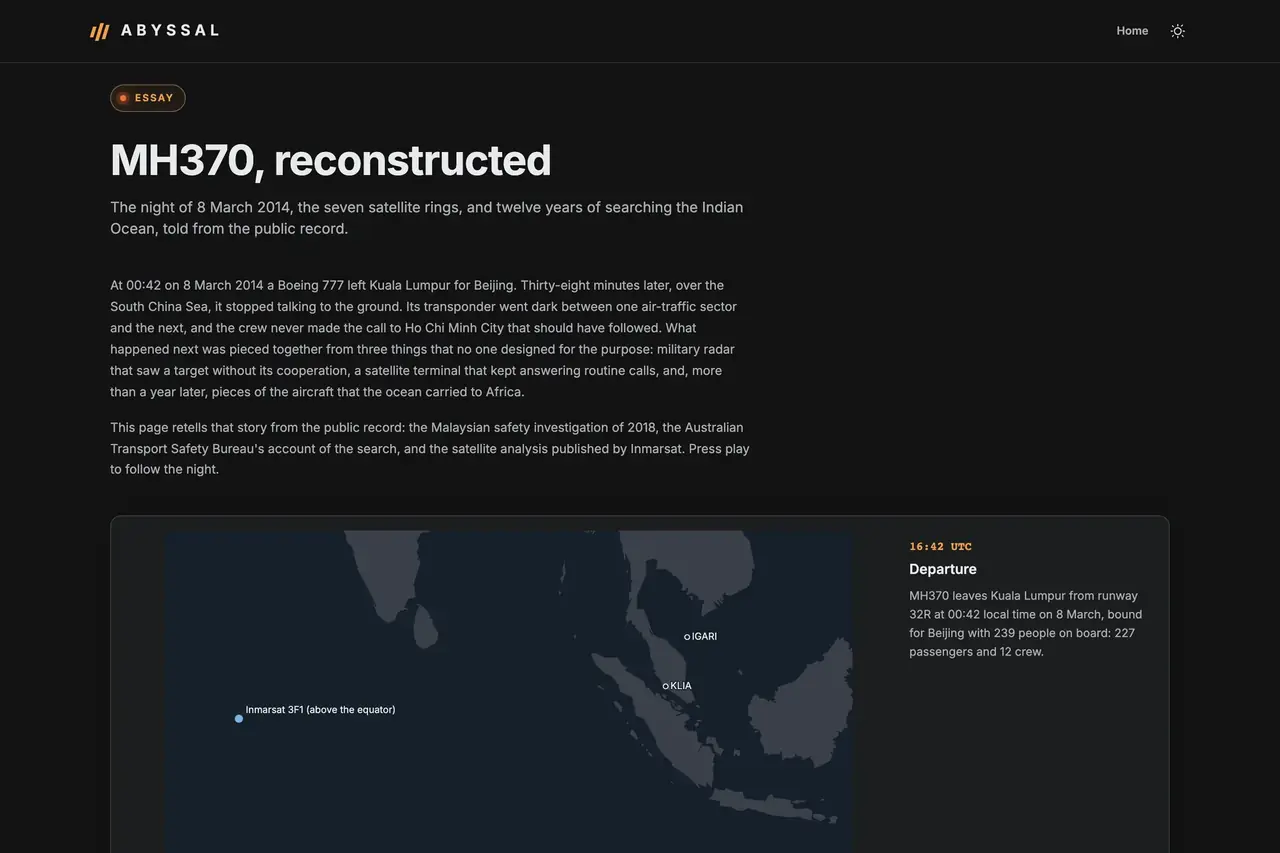 ABYSSAL
Home
ESSAY
MH370, reconstructed
The night of 8 March 2014, the seven satellite rings, and twelve years of searching the Indian
Ocean, told from the public record.
At 00:42 on 8 March 2014 a Boeing 777 left Kuala Lumpur for Beijing. Thirty-eight minutes later, over the
South China Sea, it stopped talking to the ground. Its transponder went dark between one air-traffic sector
and the next, and the crew never made the call to Ho Chi Minh City that should have followed. What
happened next was pieced together from three things that no one designed for the purpose: military radar
that saw a target without its cooperation, a satellite terminal that kept answering routine calls, and, more
than a year later, pieces of the aircraft that the ocean carried to Africa.
This page retells that story from the public record: the Malaysian safety investigation of 2018, the Australian
Transport Safety Bureau's account of the search, and the satellite analysis published by Inmarsat. Press play
to follow the night.
16:42 UTC
Departure
MH370 leaves Kuala Lumpur from runway
32R at 00:42 local time on 8 March, bound
for Beijing with 239 people on board: 227
passengers and 12 crew.
IGARI
KLIA
Inmarsat 3F1 (above the equator)